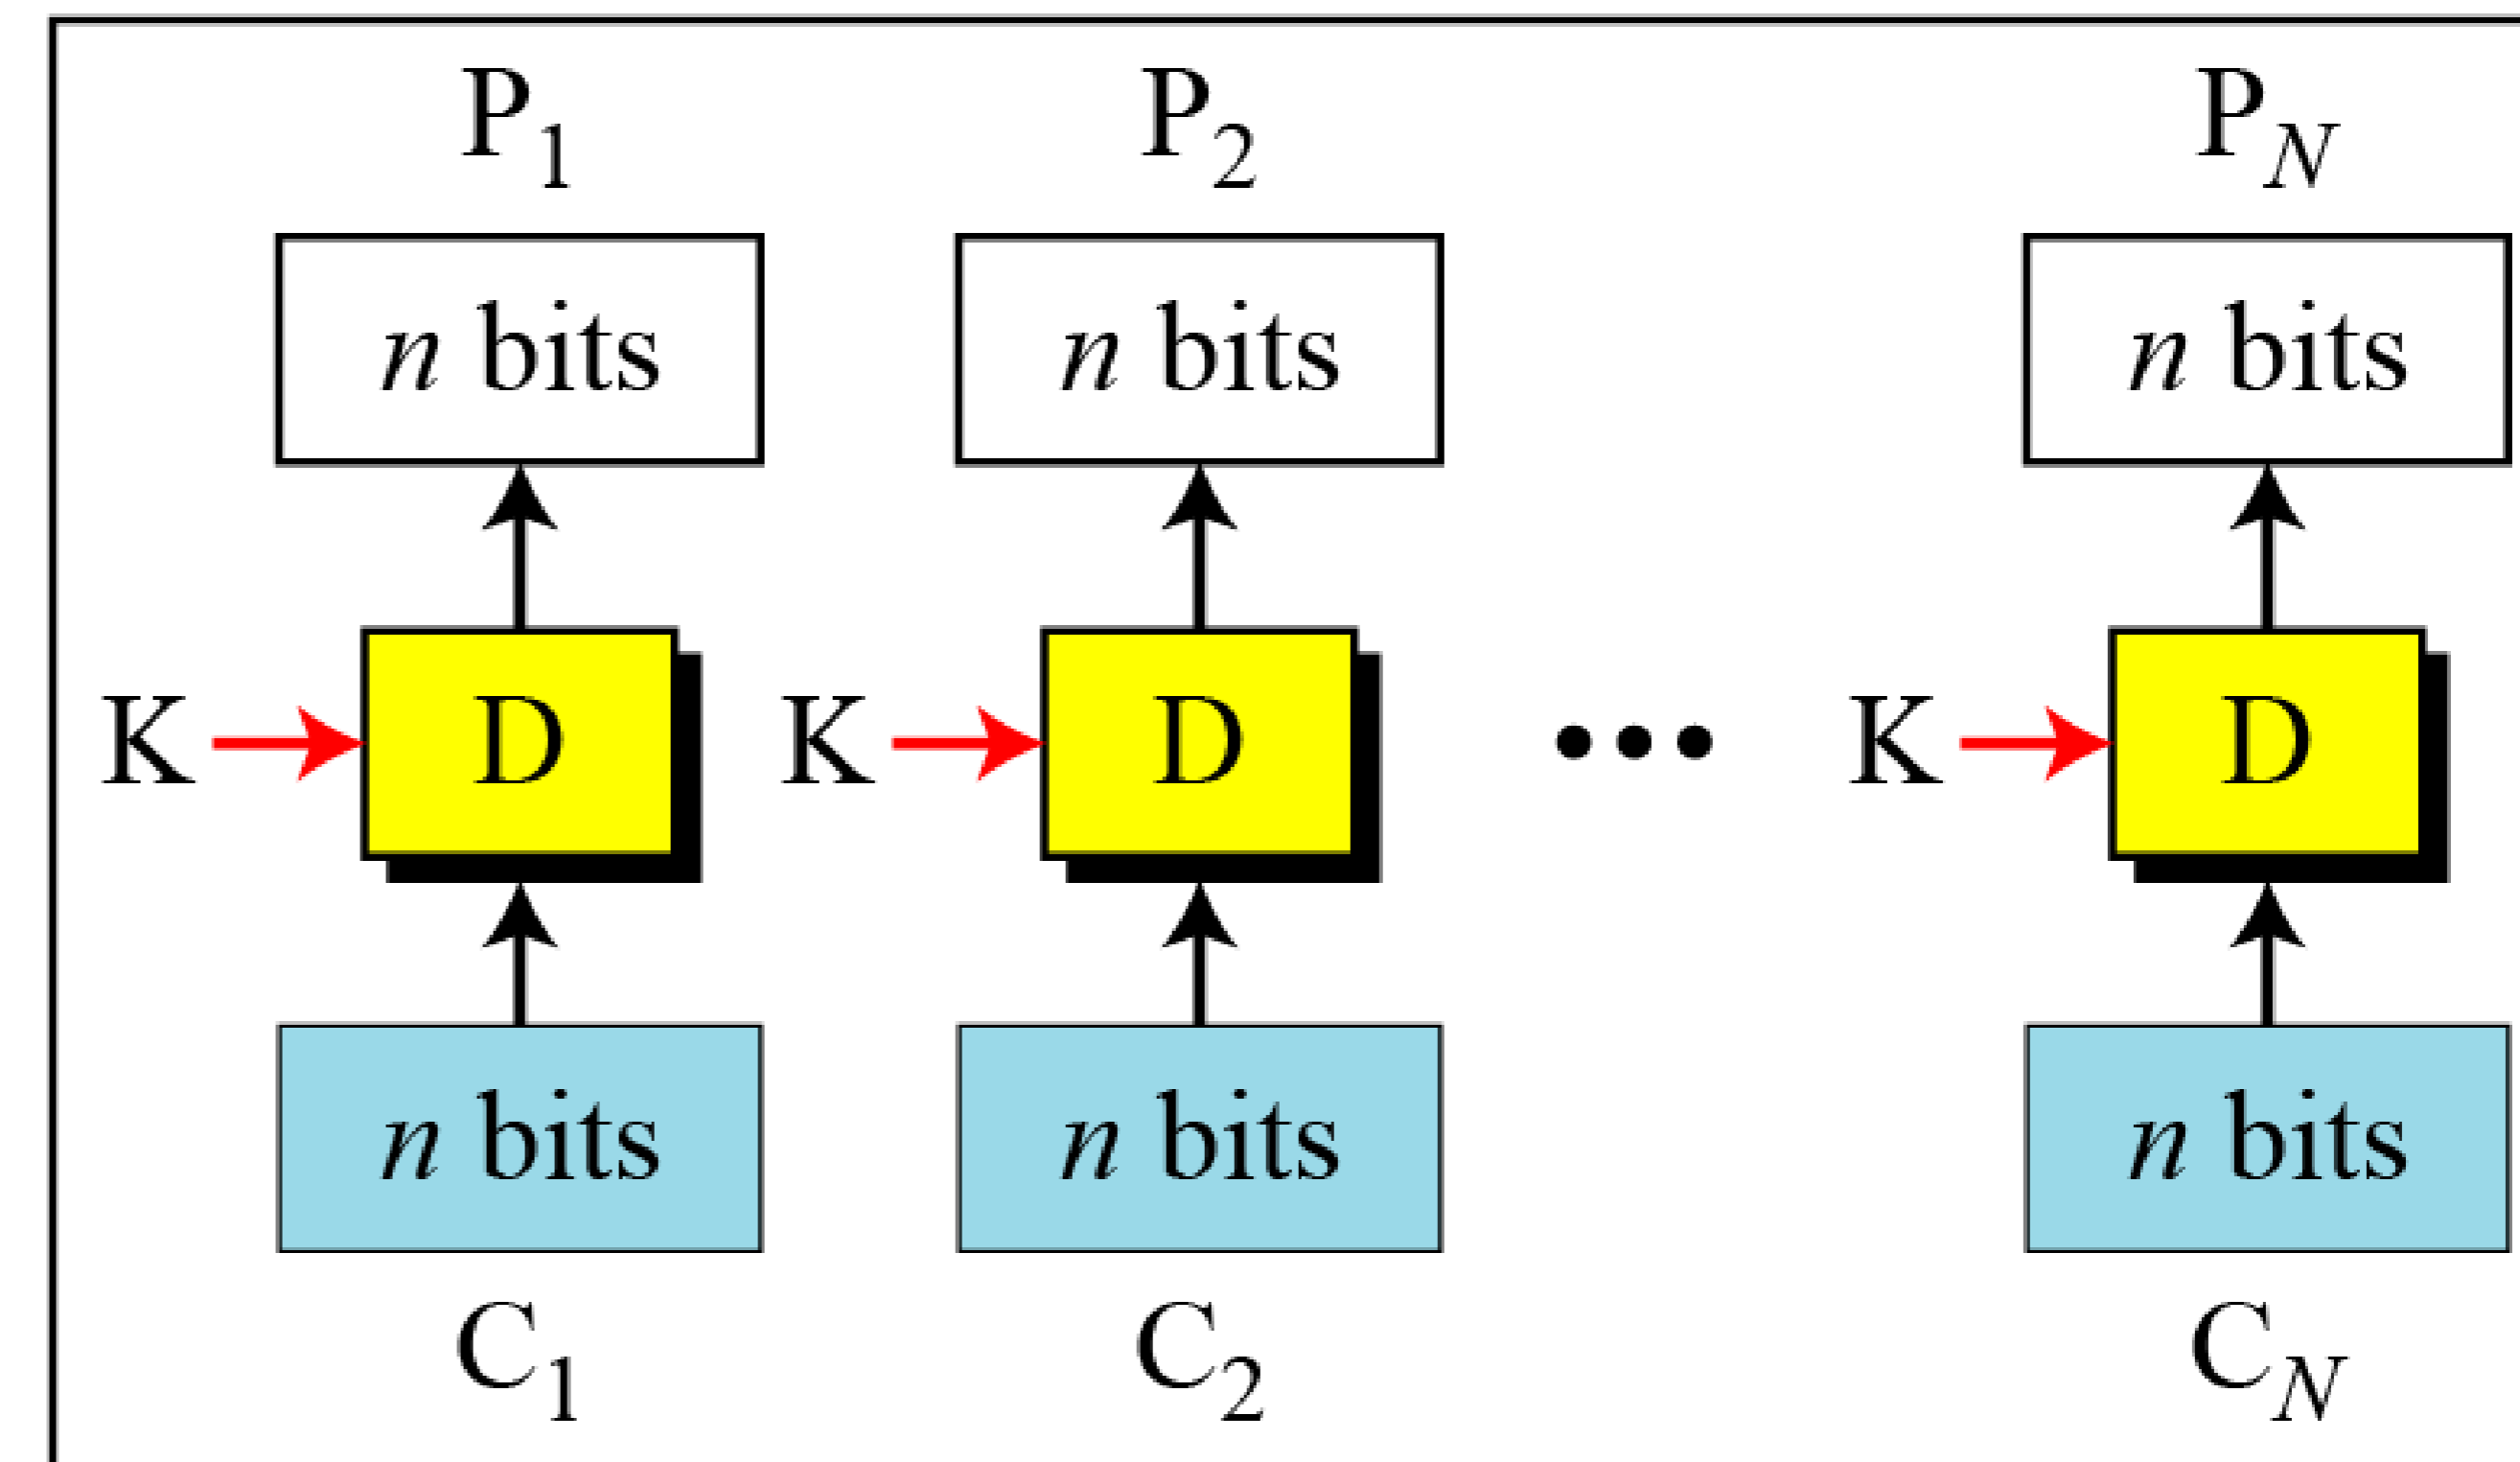 P1 P2 PN
n bits n bits n bits
K D K D ••• K D
n bits n bits n bits
C1 C2 CN